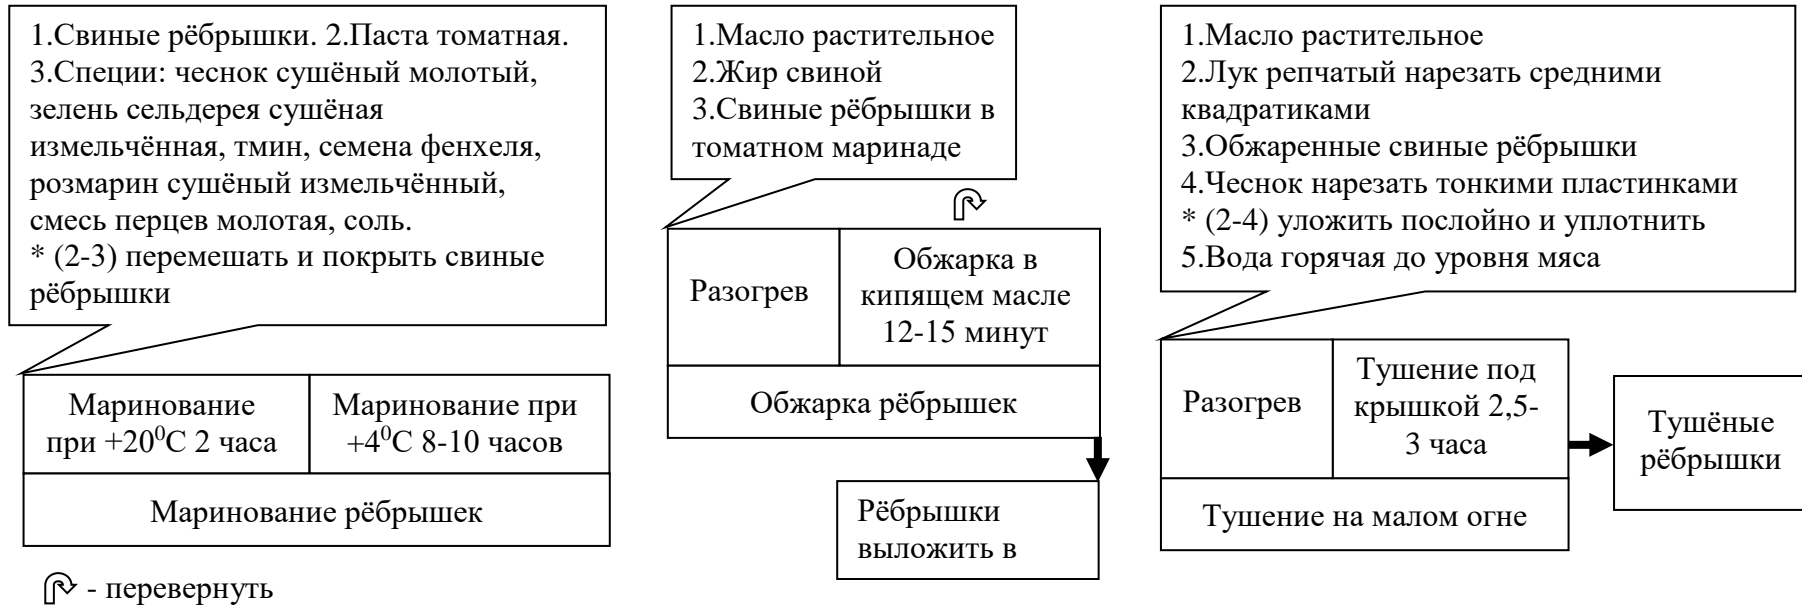 1.Свиные рёбрышки. 2.Паста томатная.
3.Специи: чеснок сушёный молотый,
зелень сельдерея сушёная
измельчённая, тмин, семена фенхеля,
розмарин сушёный измельчённый,
смесь перцев молотая, соль.
* (2-3) перемешать и покрыть свиные
рёбрышки
Маринование
при +20⁰С 2 часа
Маринование при
+4⁰С 8-10 часов
Маринование рёбрышек
- перевернуть
1.Масло растительное
2.Жир свиной
3.Свиные рёбрышки в
томатном маринаде
Разогрев
Обжарка в
кипящем масле
12-15 минут
Обжарка рёбрышек
Рёбрышки
выложить в
1.Масло растительное
2.Лук репчатый нарезать средними
квадратиками
3.Обжаренные свиные рёбрышки
4.Чеснок нарезать тонкими пластинками
* (2-4) уложить послойно и уплотнить
5.Вода горячая до уровня мяса
Разогрев
Тушение под
крышкой 2,5-
3 часа
Тушение на малом огне
Тушёные
рёбрышки